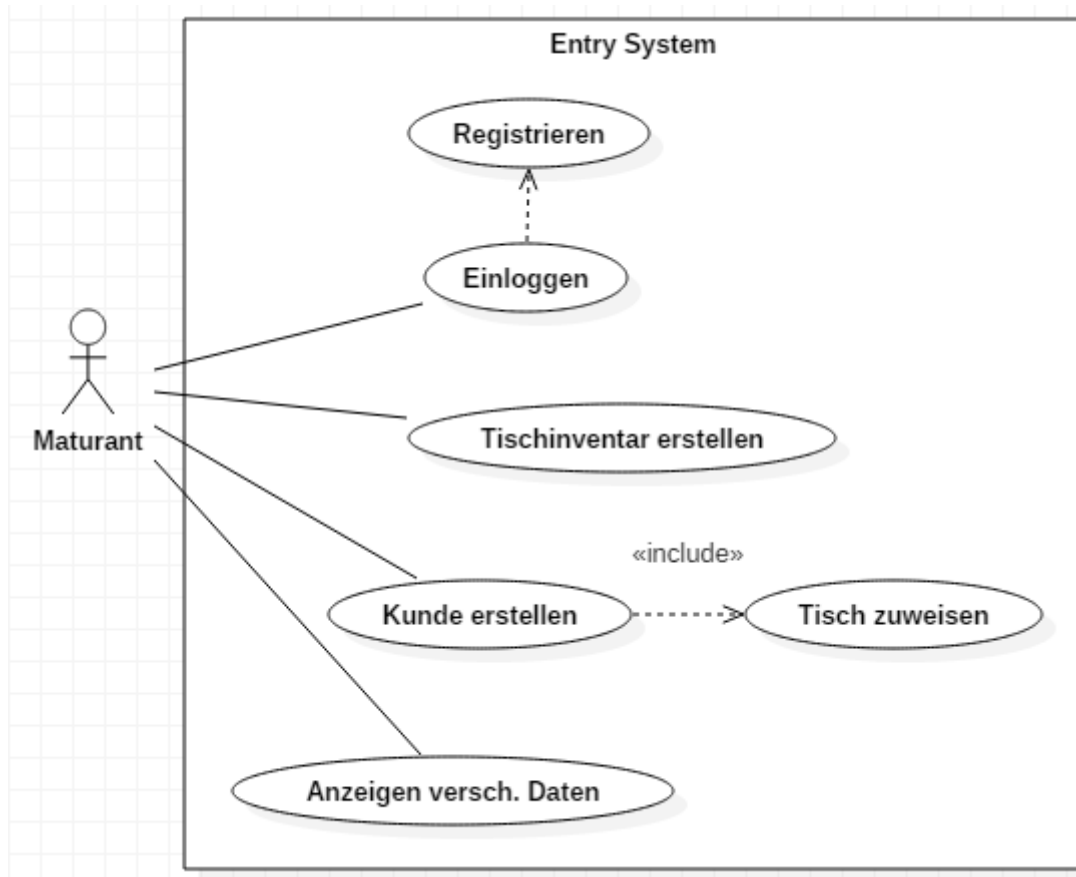 Entry System
Registrieren
Einloggen
Maturant
Tischinventar erstellen
«include»
Kunde erstellen
Tisch zuweisen
Anzeigen versch. Daten